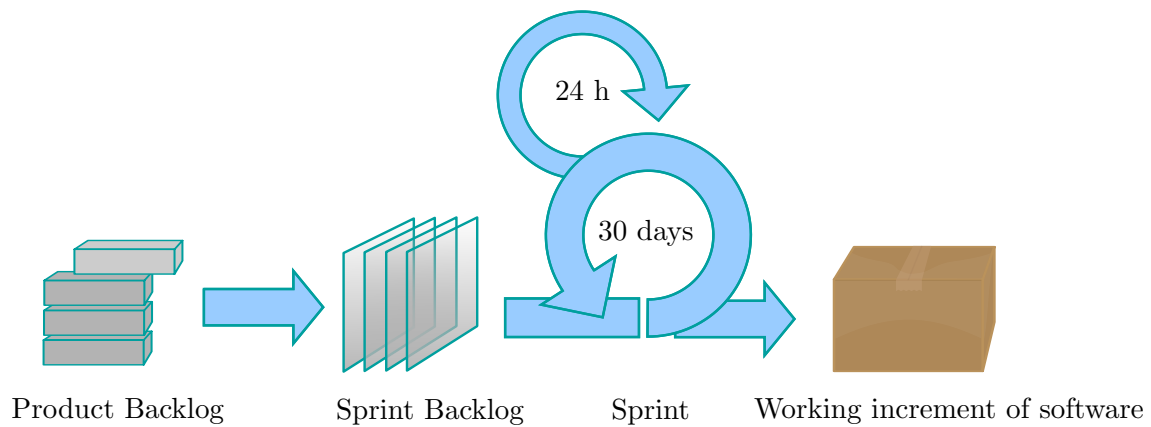 24 h
30 days
Product Backlog
Sprint Backlog
Sprint
Working increment of software